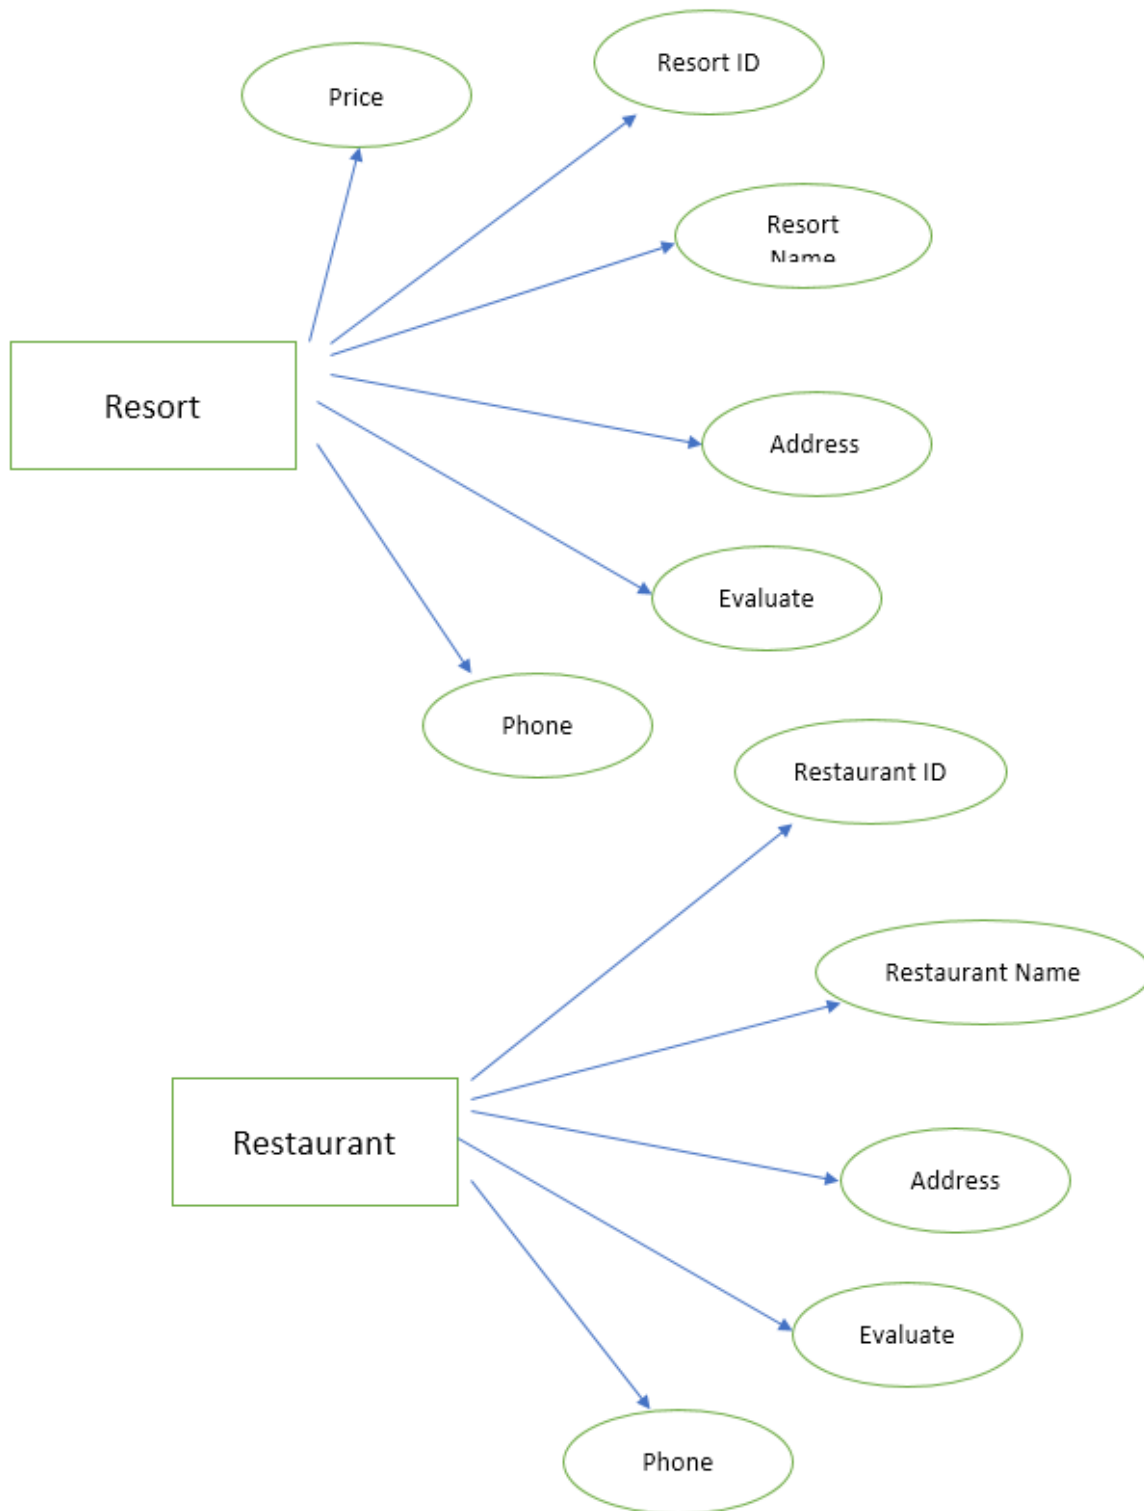 Resort ID
Price
Resort
Name
Resort
Address
Evaluate
Phone
Restaurant ID
Restaurant Name
Restaurant
Address
Evaluate
Phone